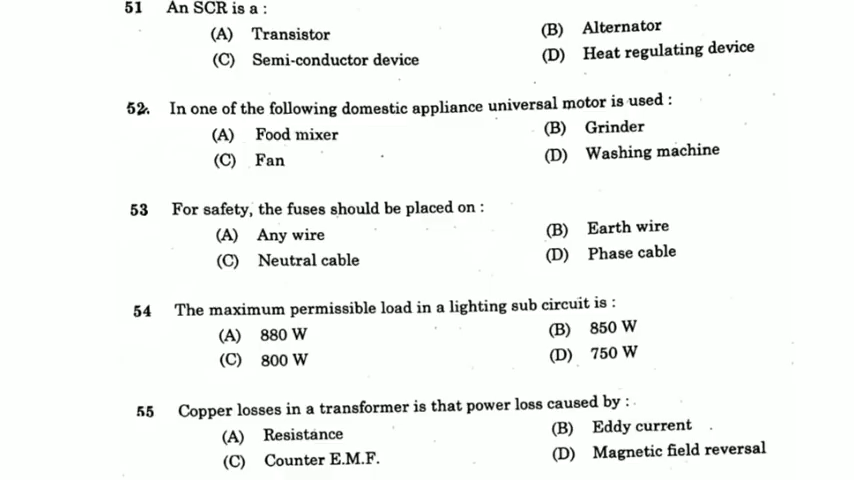 51 An SCR is a :
(A) Transistor (B) Alternator
(C) Semi-conductor device (D) Heat regulating device
52. In one of the following domestic appliance universal motor is used :
(A) Food mixer (B) Grinder
(C) Fan (D) Washing machine
53 For safety, the fuses should be placed on :
(A) Any wire (B) Earth wire
(C) Neutral cable (D) Phase cable
54 The maximum permissible load in a lighting sub circuit is :
(A) 880 W (B) 850 W
(C) 800 W (D) 750 W
55 Copper losses in a transformer is that power loss caused by :
(A) Resistance (B) Eddy current
(C) Counter E.M.F. (D) Magnetic field reversal